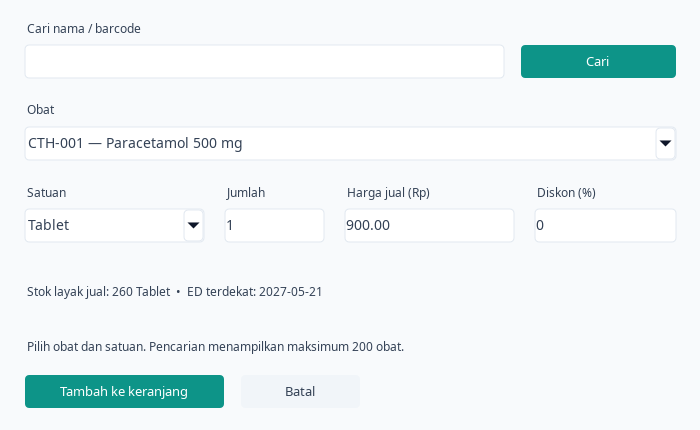 Cari nama / barcode
Cari
Obat
CTH-001 — Paracetamol 500 mg
Satuan Jumlah Harga jual (Rp) Diskon (%)
Tablet 1 900.00 0
Stok layak jual: 260 Tablet • ED terdekat: 2027-05-21
Pilih obat dan satuan. Pencarian menampilkan maksimum 200 obat.
Tambah ke keranjang Batal